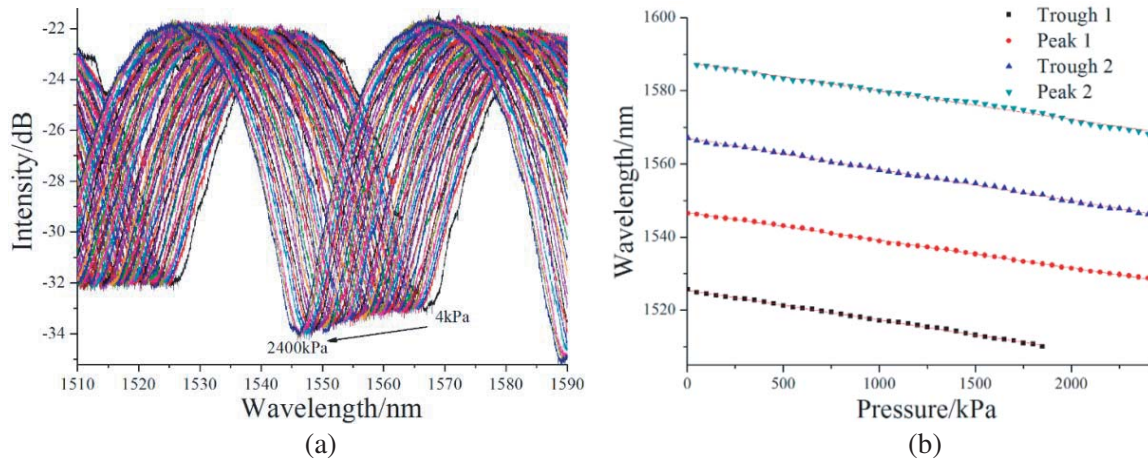 -22
-24
-26
-28
-30
-32
-34
Intensity/dB
4kPa
2400kPa
1510 1520 1530 1540 1550 1560 1570 1580 1590
Wavelength/nm
(a)
1600
1580
1560
1540
1520
Wavelength/nm
Trough 1
Peak 1
Trough 2
Peak 2
0 500 1000 1500 2000
Pressure/kPa
(b)